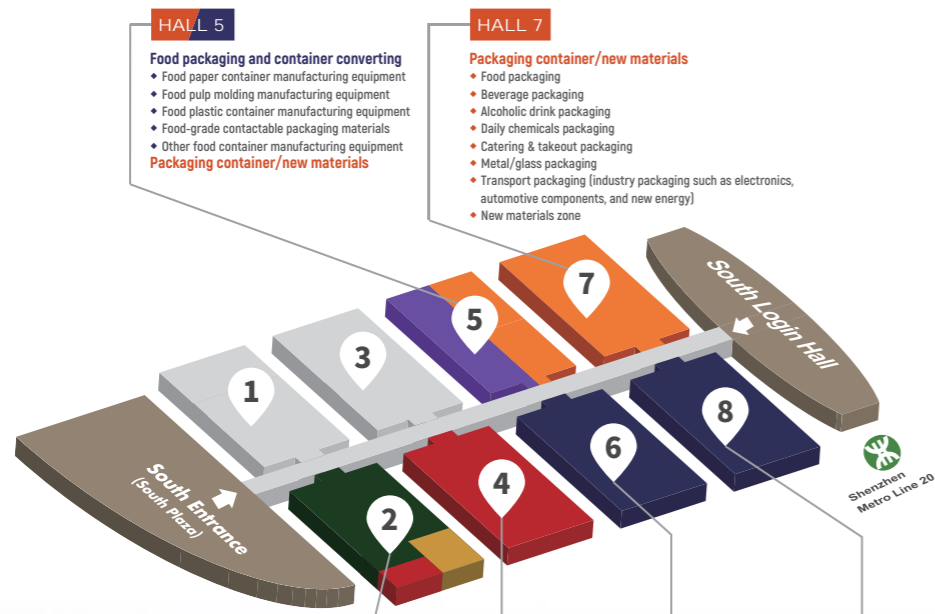 HALL 5
Food packaging and container converting
◆ Food paper container manufacturing equipment
◆ Food pulp molding manufacturing equipment
◆ Food plastic container manufacturing equipment
◆ Food-grade contactable packaging materials
◆ Other food container manufacturing equipment
Packaging container/new materials
HALL 7
Packaging container/new materials
◆ Food packaging
◆ Beverage packaging
◆ Alcoholic drink packaging
◆ Daily chemicals packaging
◆ Catering & takeout packaging
◆ Metal/glass packaging
◆ Transport packaging (industry packaging such as electronics,
automotive components, and new energy)
◆ New materials zone
7
5
3
1
South Login Hall
8
6
4
2
South Entrance
(South Plaza)
Shenzhen
Metro Line 20